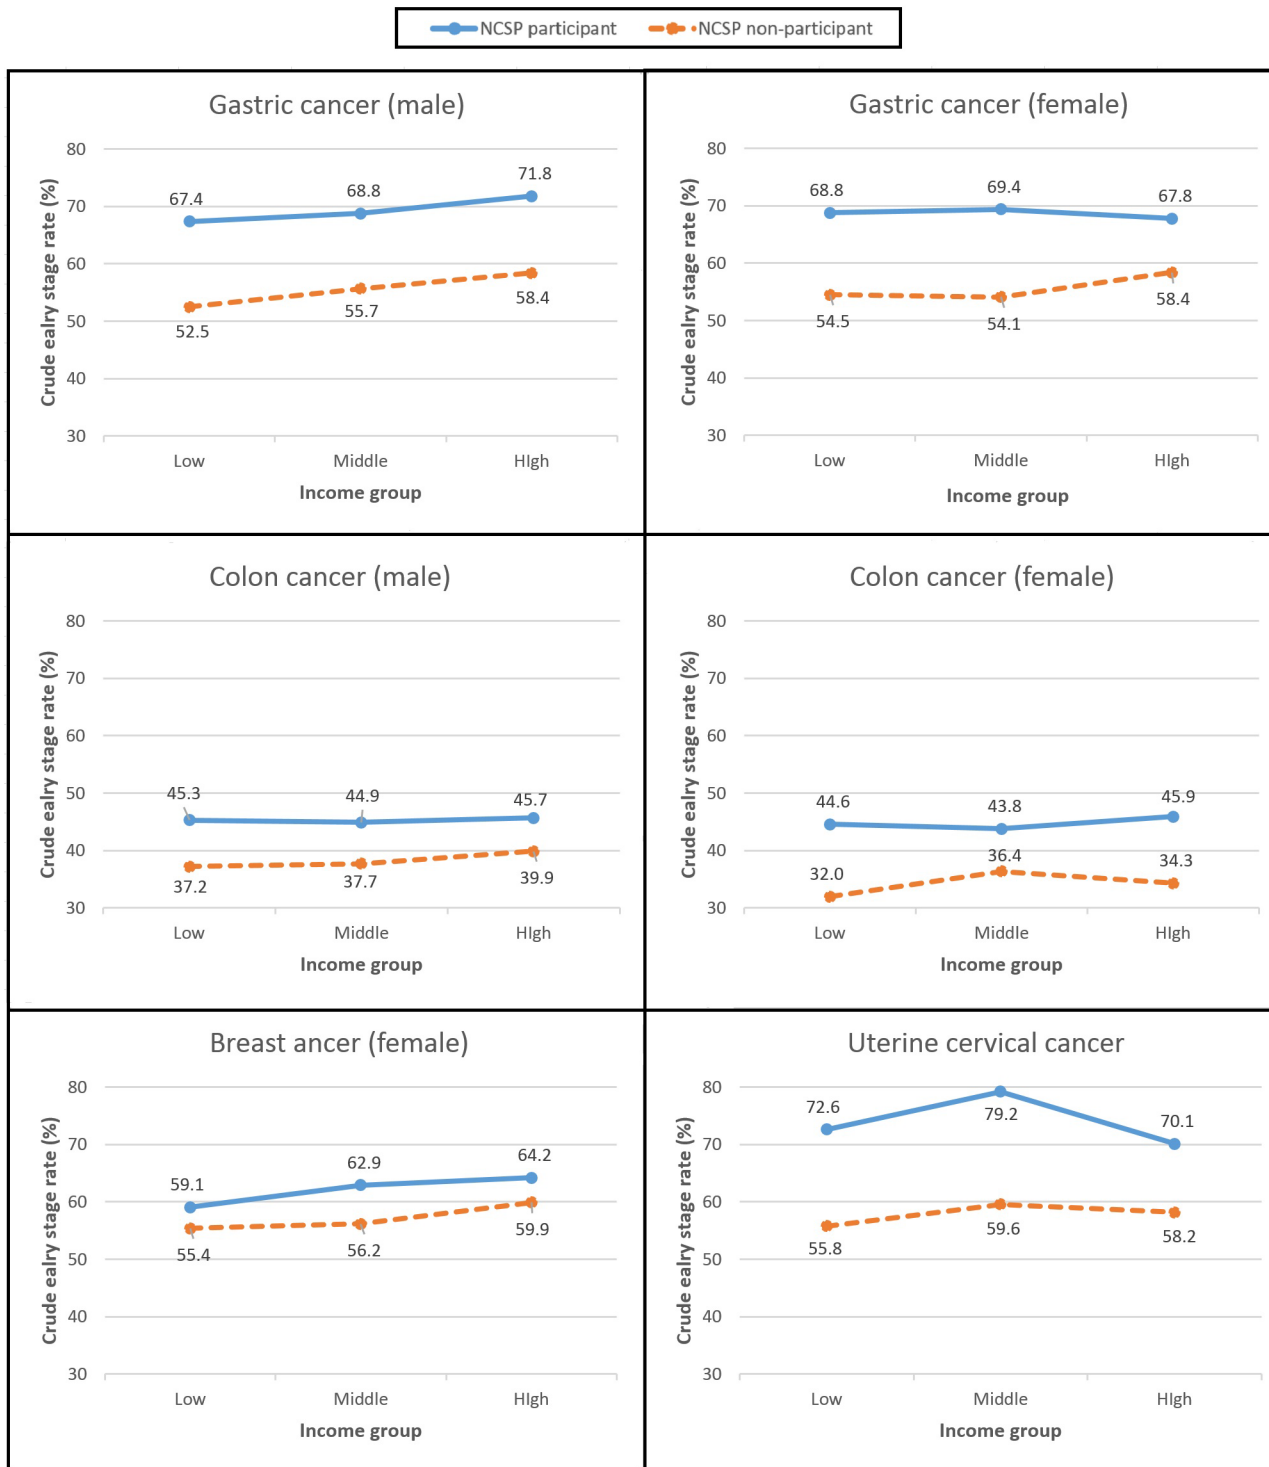 NCSP participant NCSP non-participant
Gastric cancer (male)
Crude ealry stage rate (%)
80
70
60
50
40
30
67.4
68.8
71.8
52.5
55.7
58.4
Low Middle HIgh
Income group
Gastric cancer (female)
Crude ealry stage rate (%)
80
70
60
50
40
30
68.8
69.4
67.8
54.5
54.1
58.4
Low Middle HIgh
Income group
Colon cancer (male)
Crude ealry stage rate (%)
80
70
60
50
40
30
45.3
44.9
45.7
37.2
37.7
39.9
Low Middle HIgh
Income group
Colon cancer (female)
Crude ealry stage rate (%)
80
70
60
50
40
30
44.6
43.8
45.9
32.0
36.4
34.3
Low Middle HIgh
Income group
Breast ancer (female)
Crude ealry stage rate (%)
80
70
60
50
40
30
59.1
62.9
64.2
55.4
56.2
59.9
Low Middle HIgh
Income group
Uterine cervical cancer
Crude ealry stage rate (%)
80
70
60
50
40
30
72.6
79.2
70.1
55.8
59.6
58.2
Low Middle HIgh
Income group